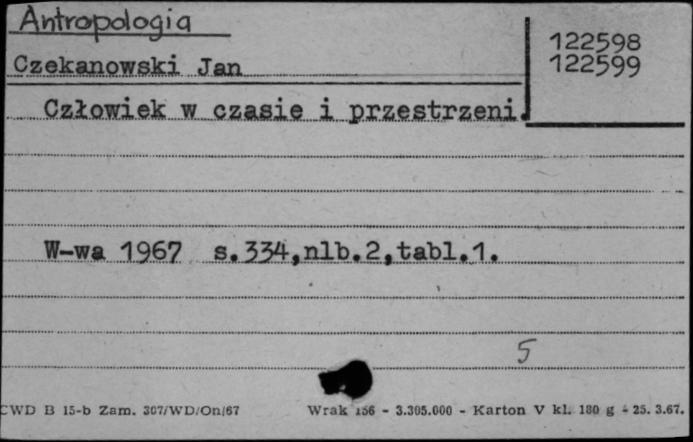 Antropologia
122598
Czekanowski Jan
122599
Człowiek w czasie i przestrzeni.
W-wa 1967 s.334,nlb.2,tabl.1.
5
CWD B 15-b Zam. 307/WD/On/67 Wrak 156 - 3.305.000 - Karton V kl. 180 g - 25. 3.67.